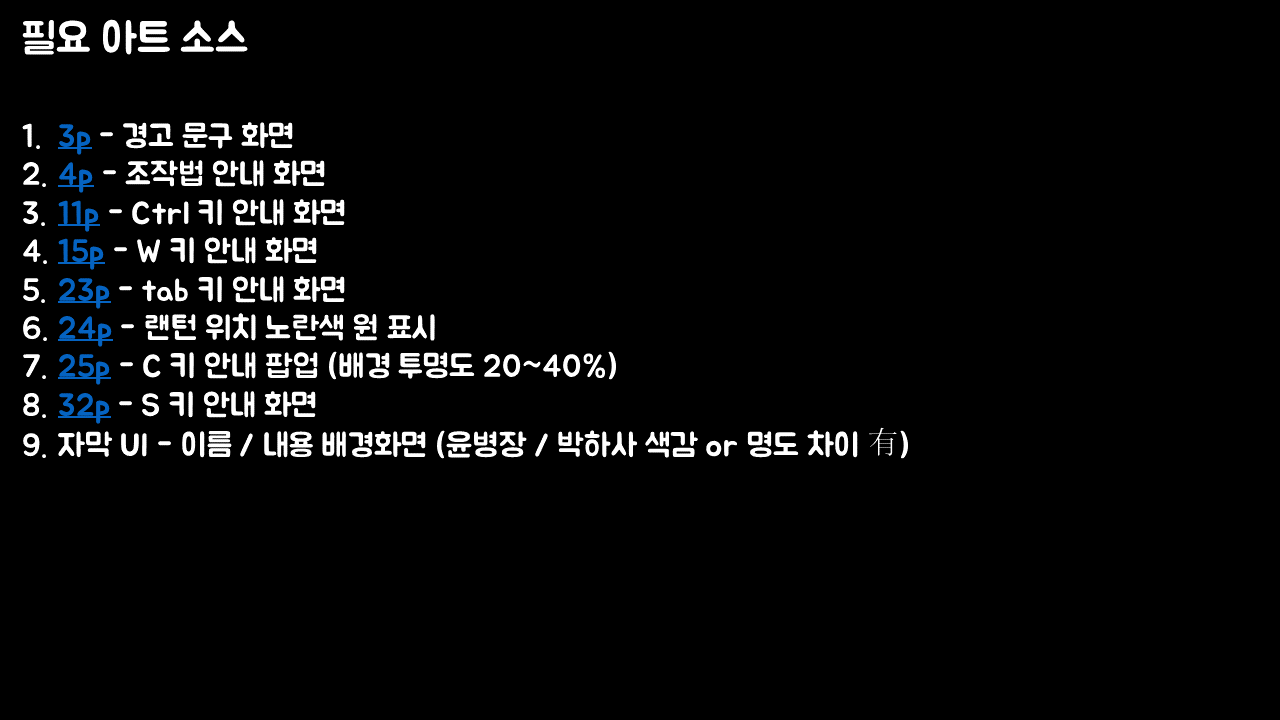 필요 아트 소스
1. 3p - 경고 문구 화면
2. 4p - 조작법 안내 화면
3. 11p - Ctrl 키 안내 화면
4. 15p - W 키 안내 화면
5. 23p - tab 키 안내 화면
6. 24p - 랜턴 위치 노란색 원 표시
7. 25p - C 키 안내 팝업 (배경 투명도 20~40%)
8. 32p - S 키 안내 화면
9. 자막 UI - 이름 / 내용 배경화면 (윤병장 / 박하사 색감 or 명도 차이 有)